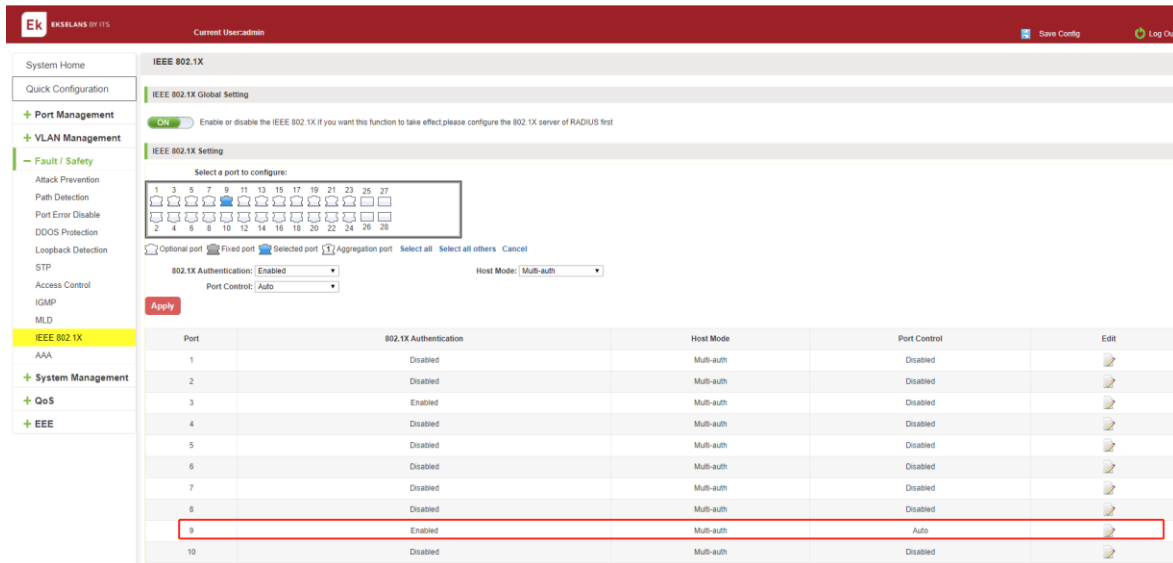 Ek EKSELANS BY ITS
Current User:admin
Save Config
Log Ou
System Home
Quick Configuration
+ Port Management
+ VLAN Management
− Fault / Safety
Attack Prevention
Path Detection
Port Error Disable
DDOS Protection
Loopback Detection
STP
Access Control
IGMP
MLD
IEEE 802.1X
AAA
+ System Management
+ QoS
+ EEE
IEEE 802.1X
IEEE 802.1X Global Setting
ON Enable or disable the IEEE 802.1X.If you want this function to take effect,please configure the 802.1X server of RADIUS first
IEEE 802.1X Setting
Select a port to configure:
1 3 5 7 9 11 13 15 17 19 21 23 25 27
2 4 6 8 10 12 14 16 18 20 22 24 26 28
Optional port Fixed port Selected port 1 Aggregation port Select all Select all others Cancel
802.1X Authentication: Enabled Host Mode: Multi-auth
Port Control: Auto
Apply
Port 802.1X Authentication Host Mode Port Control Edit
1 Disabled Multi-auth Disabled
2 Disabled Multi-auth Disabled
3 Enabled Multi-auth Disabled
4 Disabled Multi-auth Disabled
5 Disabled Multi-auth Disabled
6 Disabled Multi-auth Disabled
7 Disabled Multi-auth Disabled
8 Disabled Multi-auth Disabled
9 Enabled Multi-auth Auto
10 Disabled Multi-auth Disabled